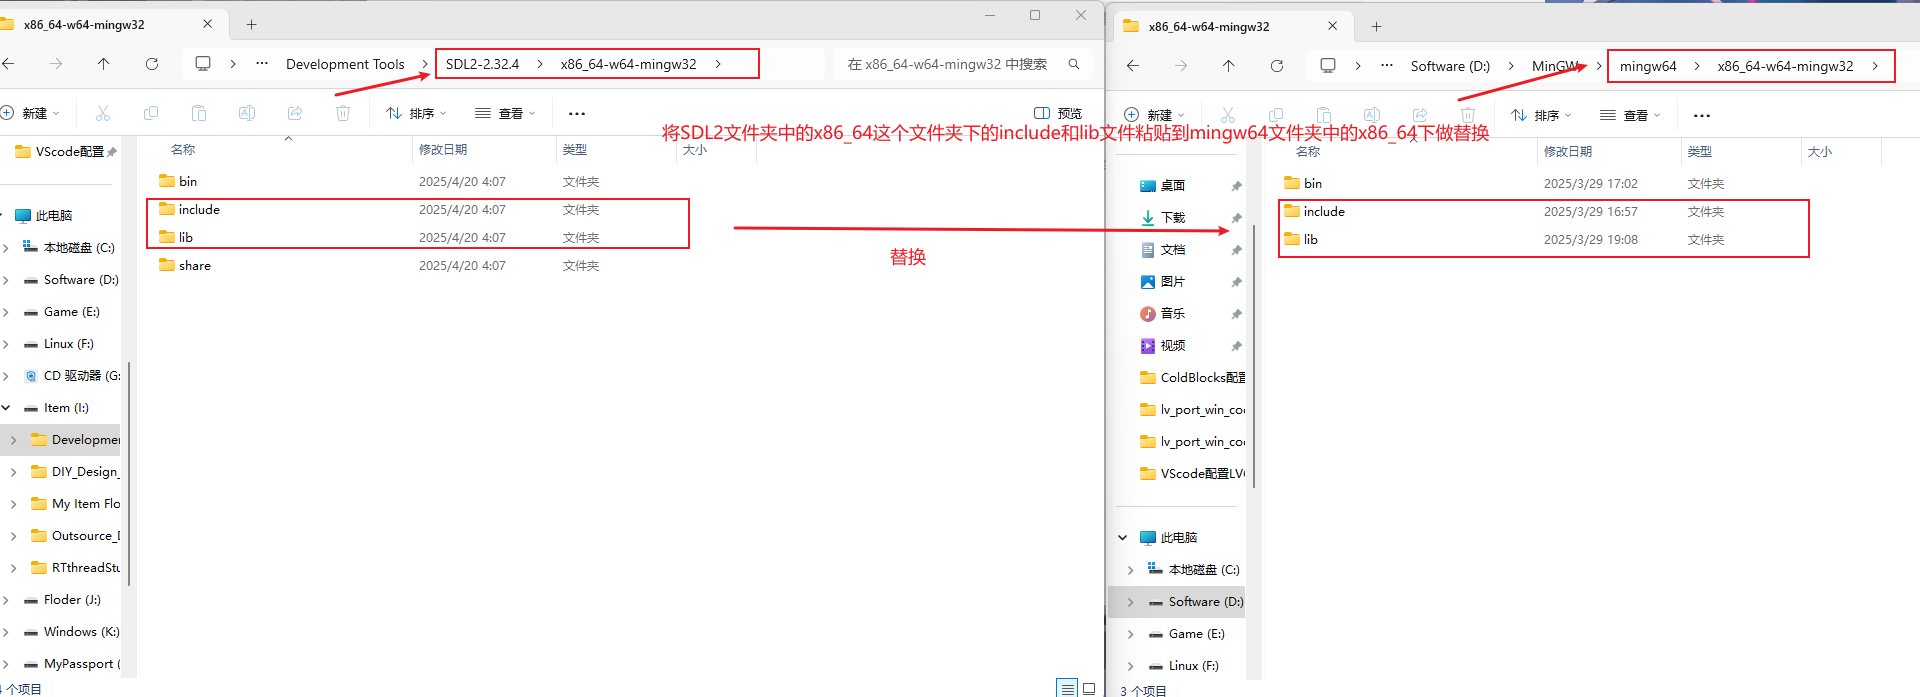 x86_64-w64-mingw32
Development Tools
SDL2-2.32.4
x86_64-w64-mingw32
在 x86_64-w64-mingw32 中搜索
新建
排序
查看
预览
VScode配置
此电脑
本地磁盘 (C:)
Software (D:)
Game (E:)
Linux (F:)
CD 驱动器 (G:
Item (I:)
Developmer
DIY_Design_
My Item Flo
Outsource_D
RTthreadStu
Floder (J:)
Windows (K:)
MyPassport (
名称
修改日期
类型
大小
bin
2025/4/20 4:07
文件夹
include
2025/4/20 4:07
文件夹
lib
2025/4/20 4:07
文件夹
share
2025/4/20 4:07
文件夹
4 个项目
将SDL2文件夹中的x86_64这个文件夹下的include和lib文件粘贴到mingw64文件夹中的x86_64下做替换
替换
x86_64-w64-mingw32
Software (D:)
MinGW
mingw64
x86_64-w64-mingw32
新建
排序
查看
桌面
下载
文档
图片
音乐
视频
ColdBlocks配置
lv_port_win_co
lv_port_win_co
VScode配置LV
此电脑
本地磁盘 (C:)
Software (D:)
Game (E:)
Linux (F:)
名称
修改日期
类型
大小
bin
2025/3/29 17:02
文件夹
include
2025/3/29 16:57
文件夹
lib
2025/3/29 19:08
文件夹
3 个项目